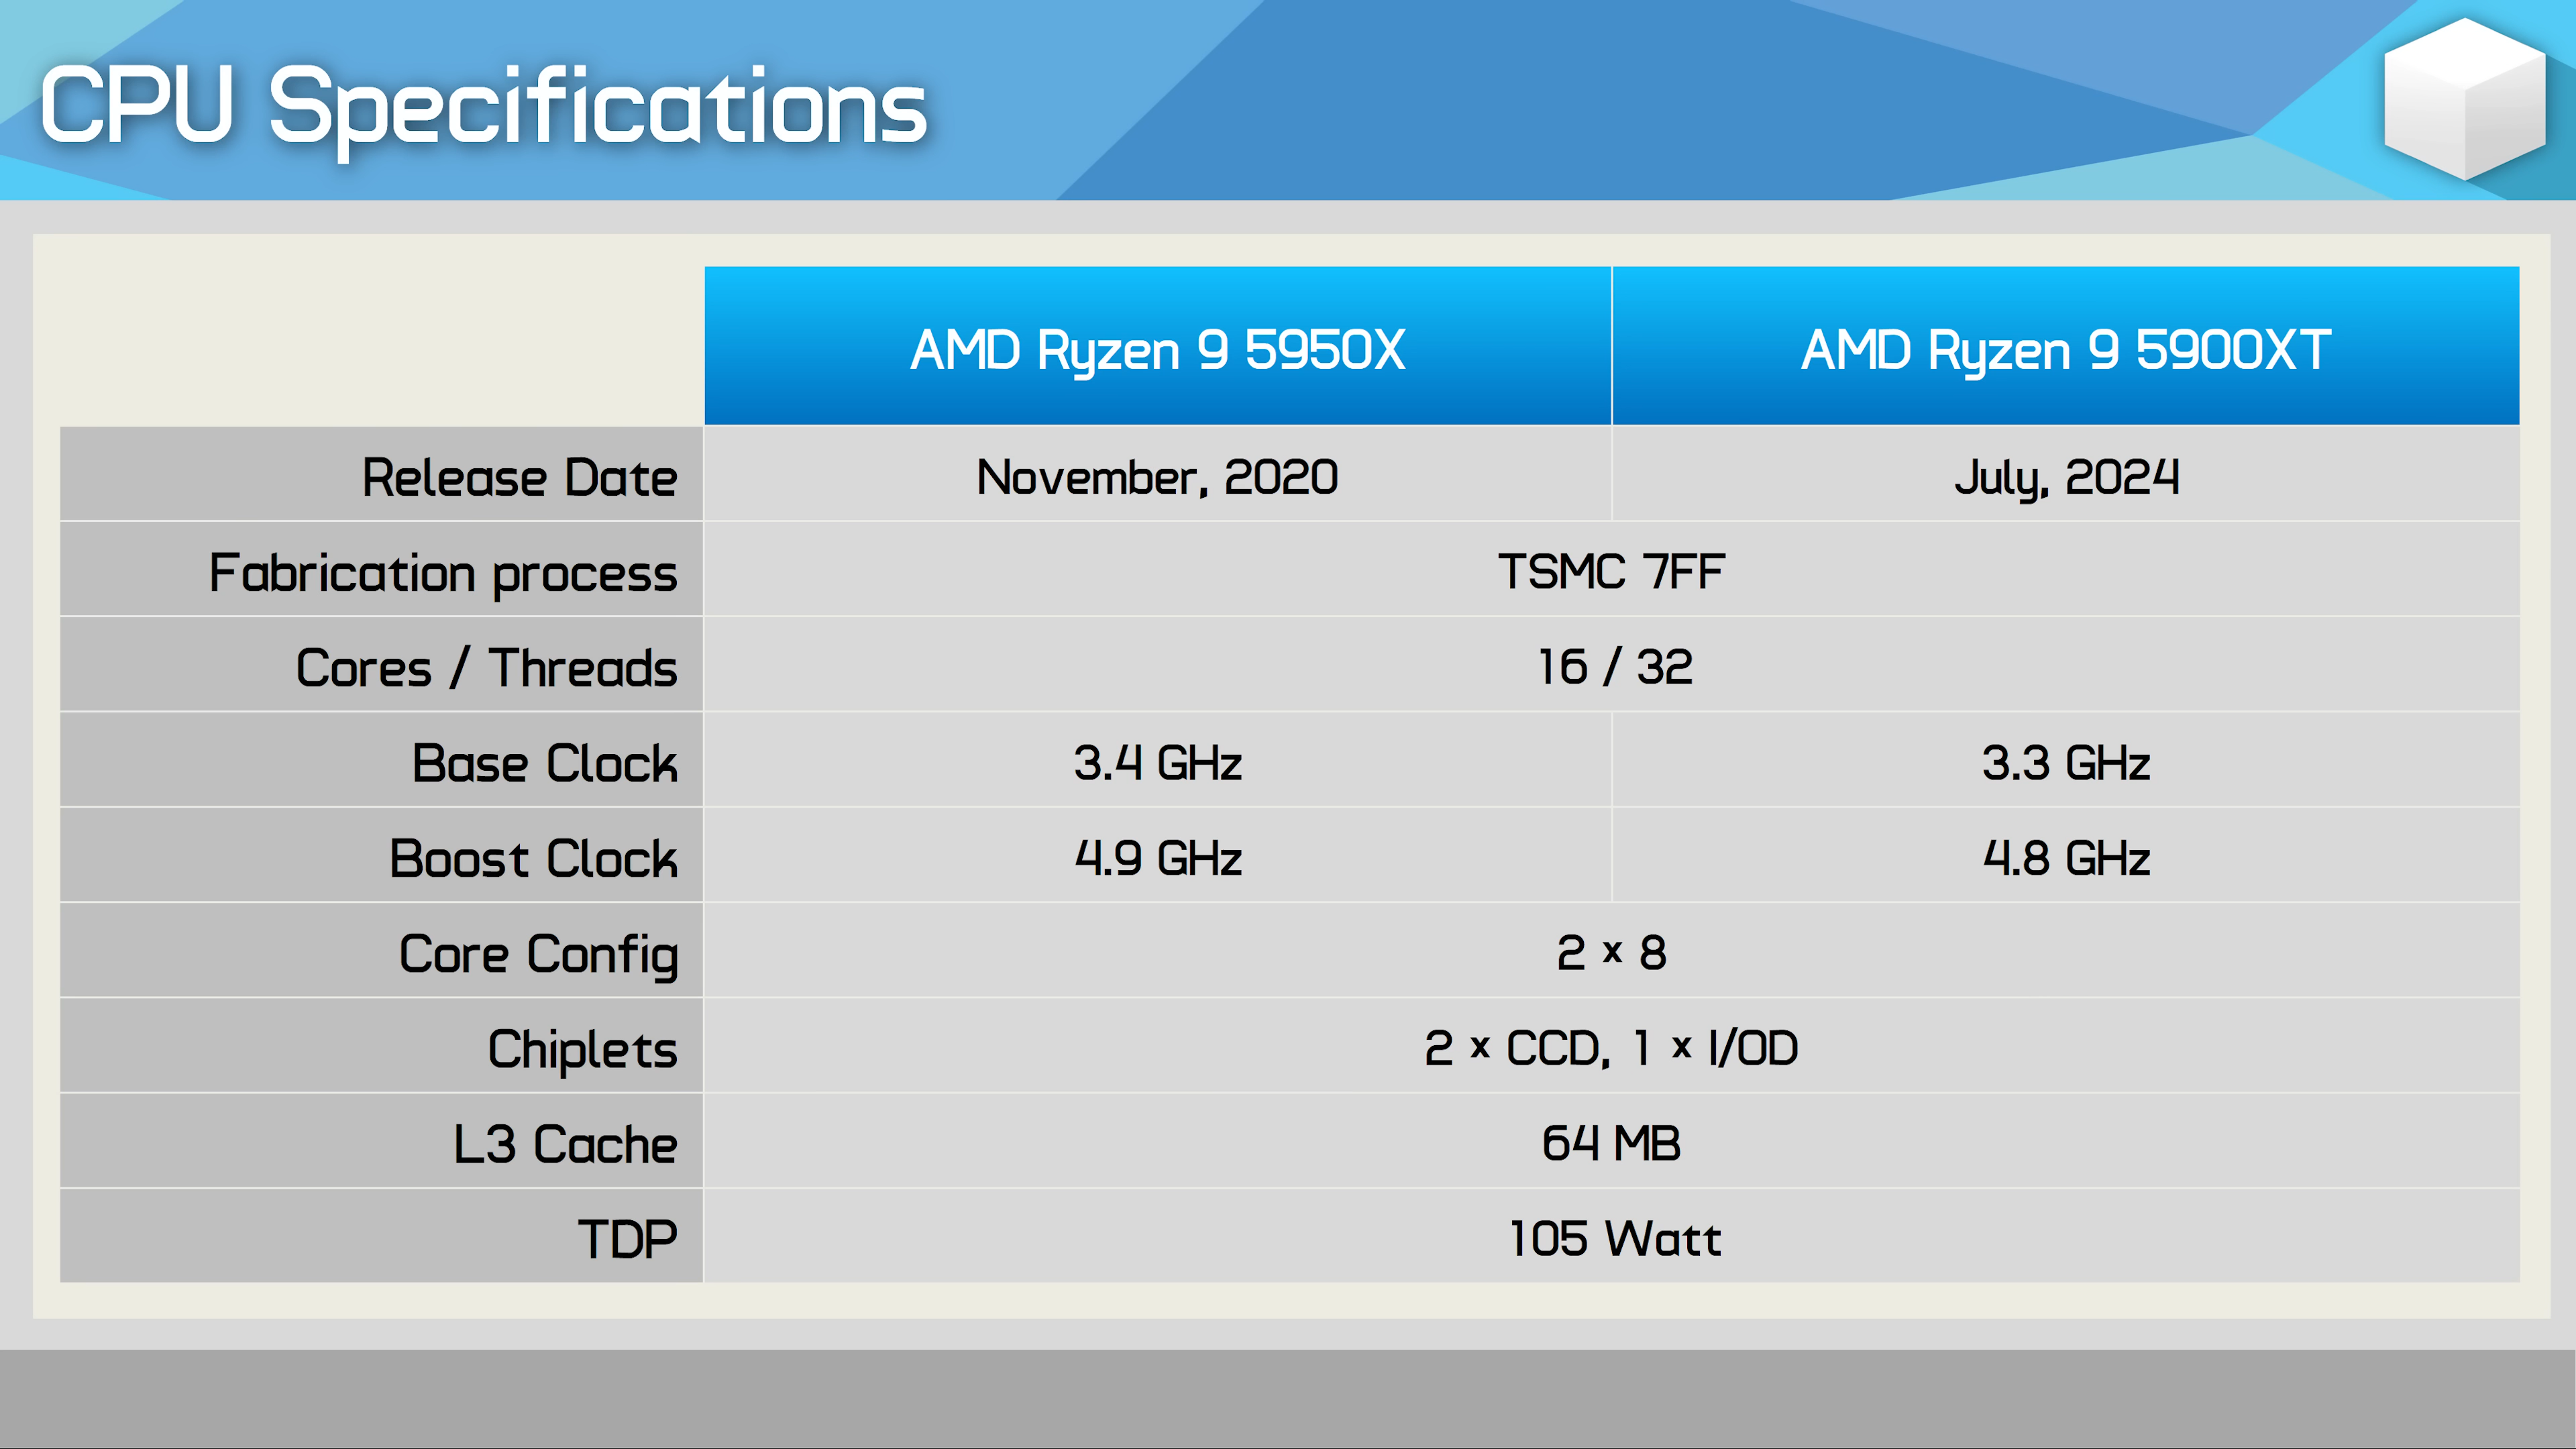 CPU Specifications
AMD Ryzen 9 5950X AMD Ryzen 9 5900XT
Release Date November, 2020 July, 2024
Fabrication process TSMC 7FF
Cores / Threads 16 / 32
Base Clock 3.4 GHz 3.3 GHz
Boost Clock 4.9 GHz 4.8 GHz
Core Config 2 x 8
Chiplets 2 x CCD, 1 x I/OD
L3 Cache 64 MB
TDP 105 Watt